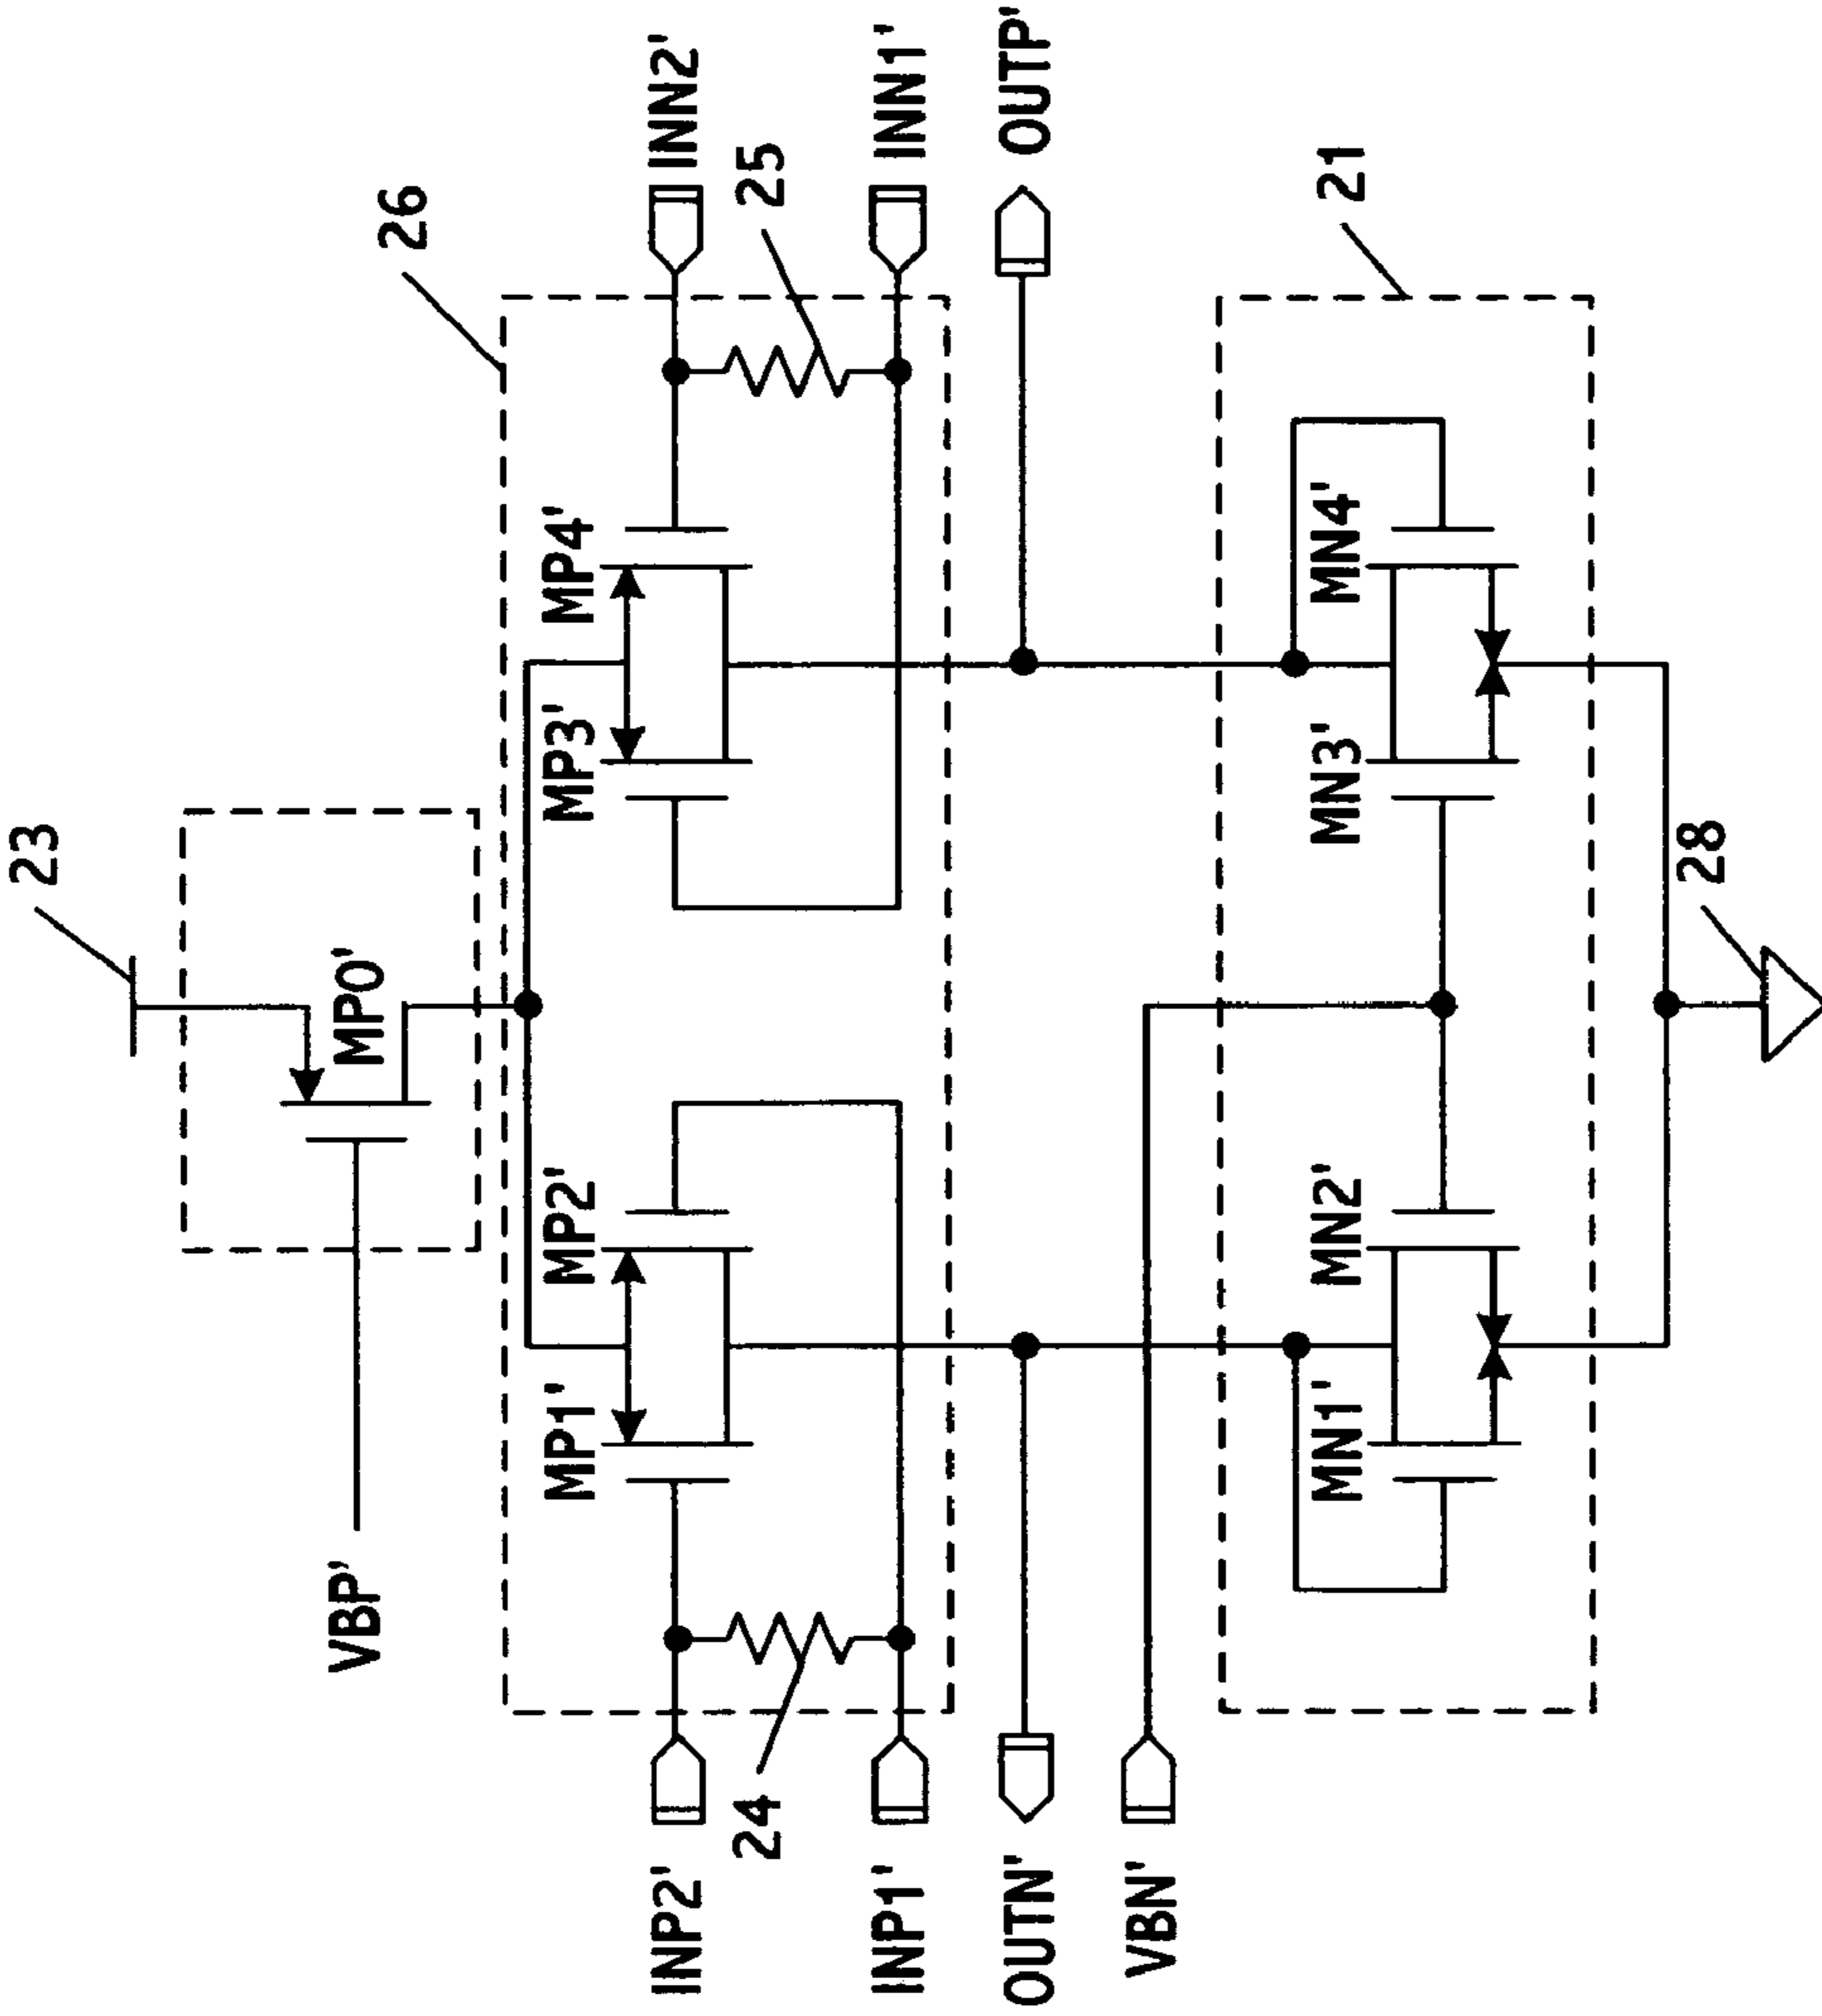 23
26
MP0'
VBP'
INP2'
MP1'
MP2'
MP3'
MP4'
INN2'
24
25
INP1'
INN1'
OUTN'
OUTP'
VBN'
MN1'
MN2'
MN3'
MN4'
21
28